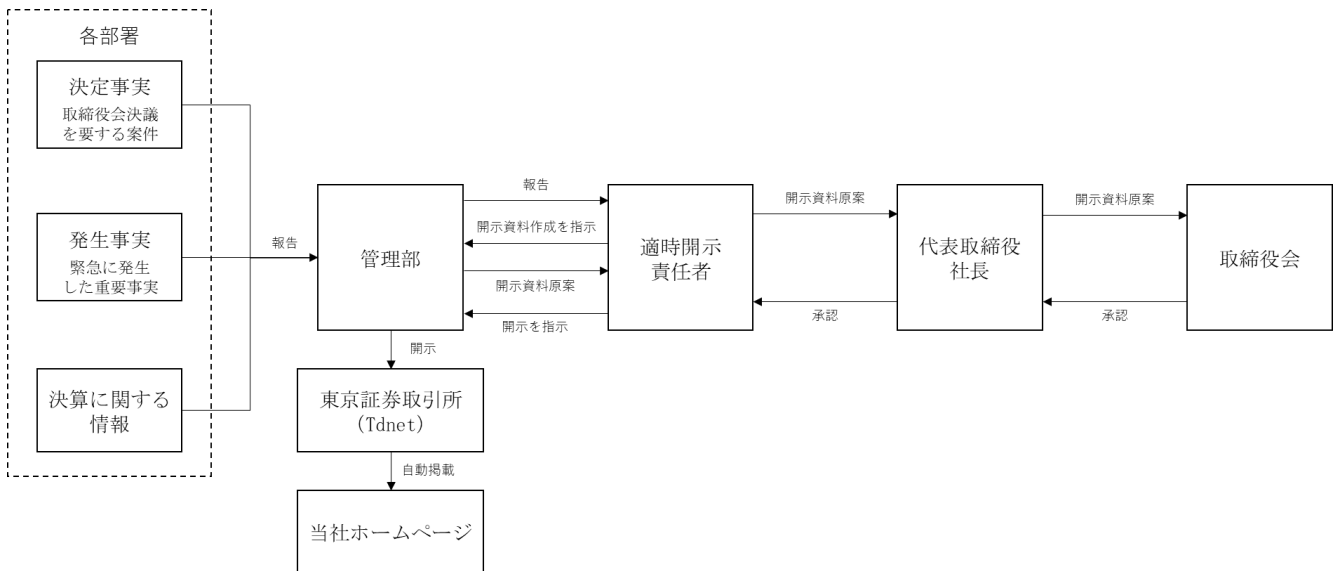 各部署
決定事実
取締役会決議
を要する案件
発生事実
緊急に発生
した重要事実
決算に関する
情報
報告
管理部
報告
開示資料作成を指示
開示資料原案
開示を指示
適時開示
責任者
開示資料原案
承認
代表取締役
社長
開示資料原案
承認
取締役会
開示
東京証券取引所
(Tdnet)
自動掲載
当社ホームページ